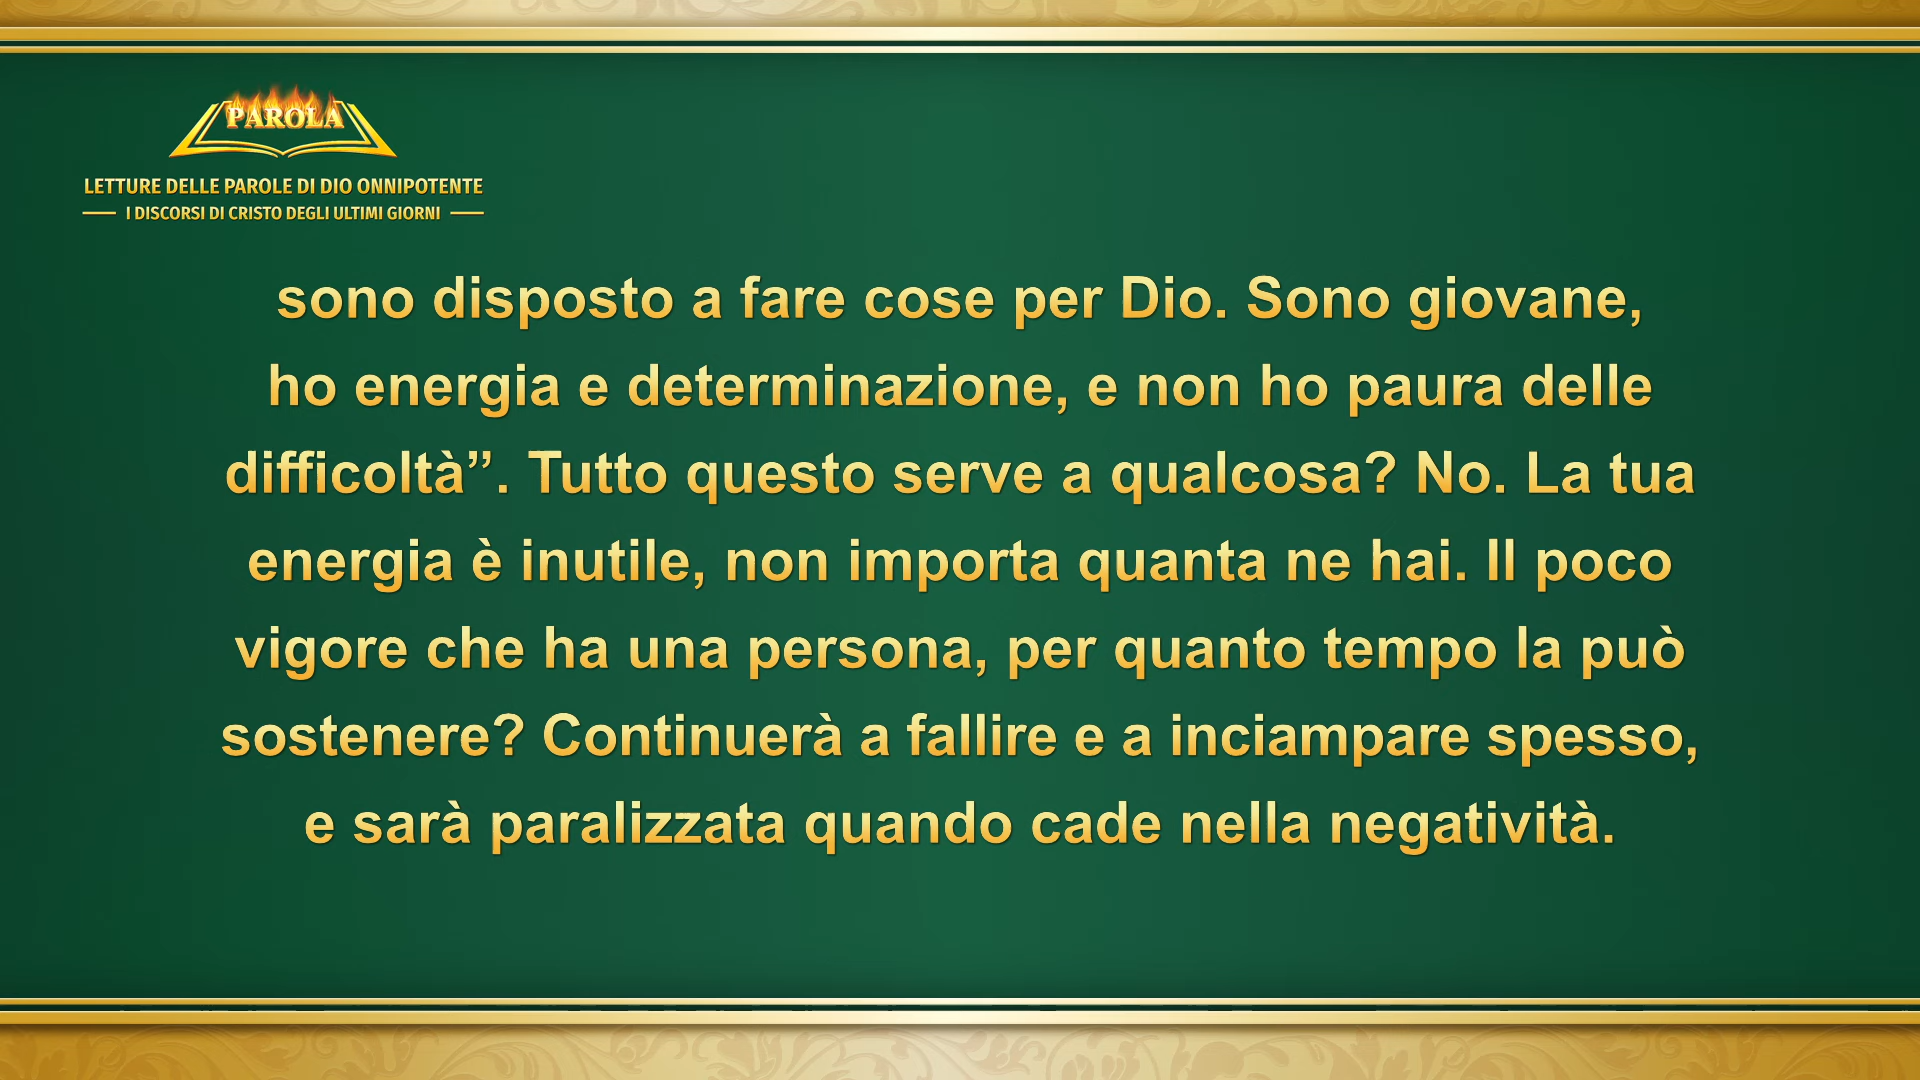 PAROLA
LETTURE DELLE PAROLE DI DIO ONNIPOTENTE
I DISCORSI DI CRISTO DEGLI ULTIMI GIORNI
sono disposto a fare cose per Dio. Sono giovane,
ho energia e determinazione, e non ho paura delle
difficoltà”. Tutto questo serve a qualcosa? No. La tua
energia è inutile, non importa quanta ne hai. Il poco
vigore che ha una persona, per quanto tempo la può
sostenere? Continuerà a fallire e a inciampare spesso,
e sarà paralizzata quando cade nella negatività.